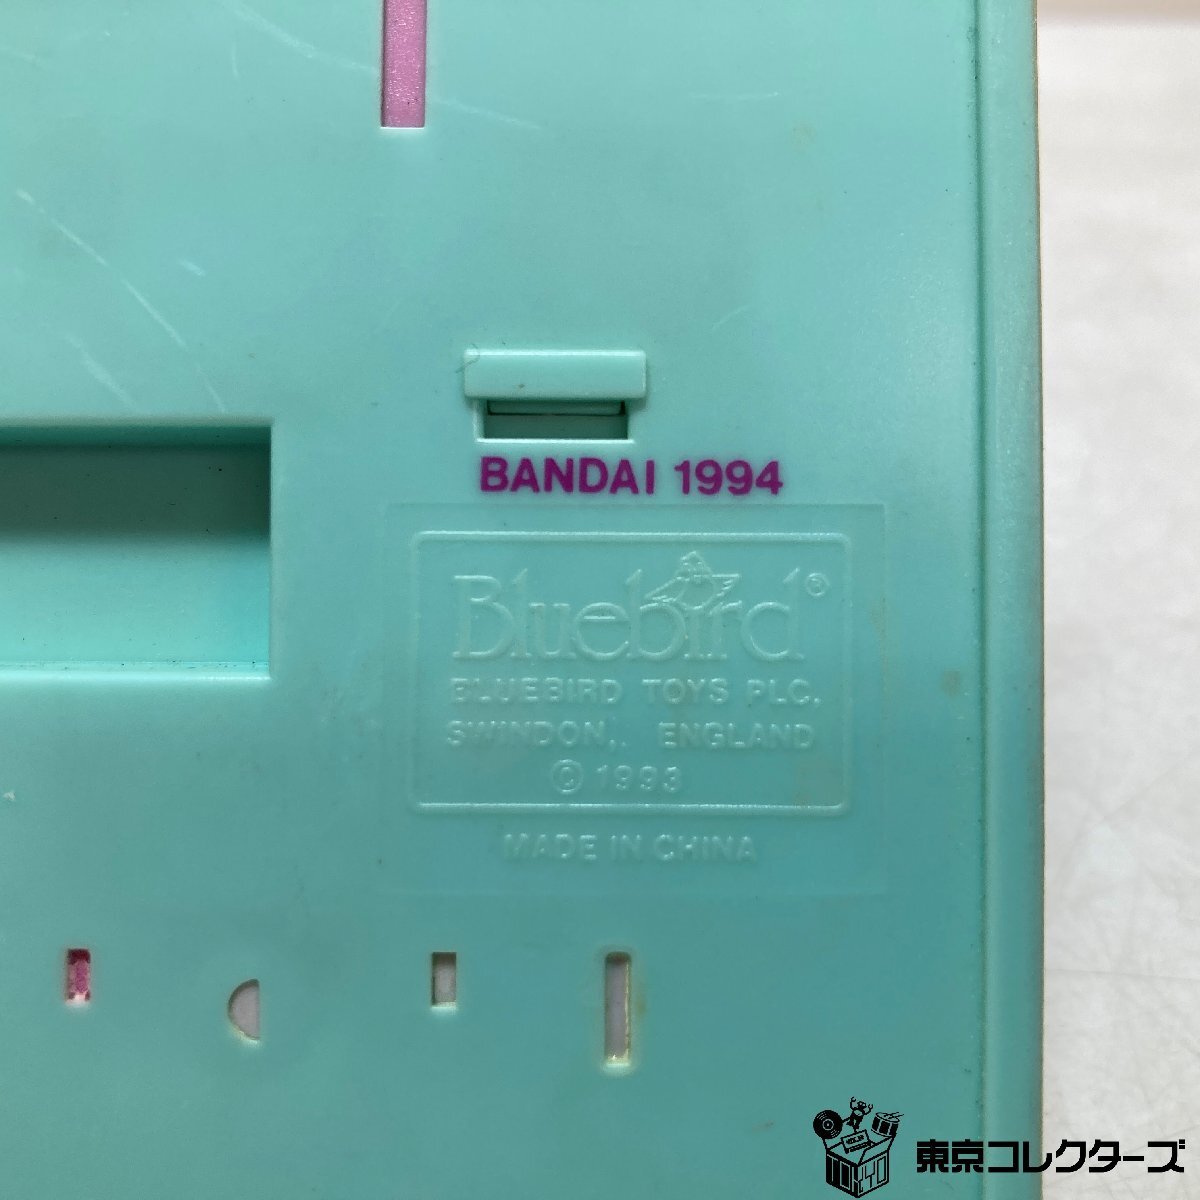 BANDAI 1994
Bluebird®
BLUEBIRD TOYS PLC.
SWINDON, ENGLAND
© 1993
MADE IN CHINA
TOKYO
東京コレクターズ